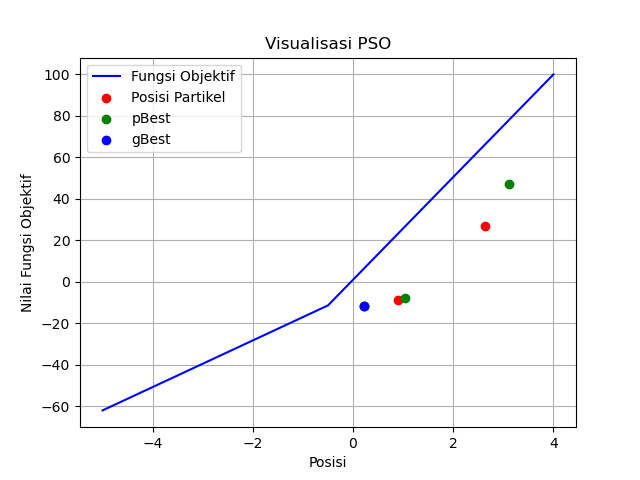 Visualisasi PSO
Fungsi Objektif
Posisi Partikel
pBest
gBest
100
80
60
40
20
0
−20
−40
−60
Nilai Fungsi Objektif
−4
−2
0
2
4
Posisi